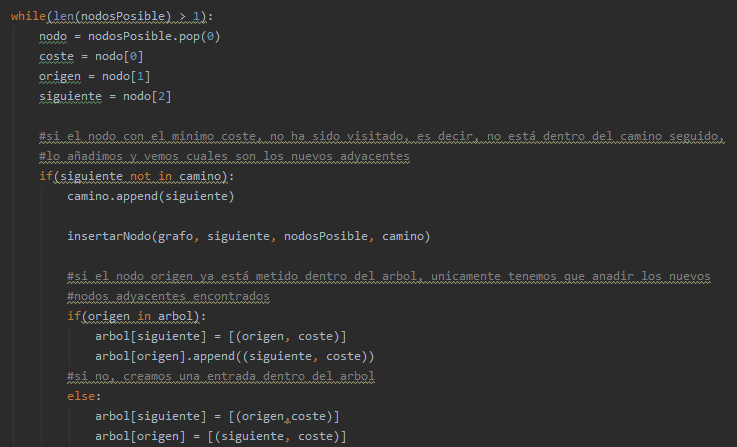 while(len(nodosPosible) > 1):
    nodo = nodosPosible.pop(0)
    coste = nodo[0]
    origen = nodo[1]
    siguiente = nodo[2]

    #si el nodo con el minimo coste, no ha sido visitado, es decir, no está dentro del camino seguido,
    #lo añadimos y vemos cuales son los nuevos adyacentes
    if(siguiente not in camino):
        camino.append(siguiente)

        insertarNodo(grafo, siguiente, nodosPosible, camino)

        #si el nodo origen ya está metido dentro del arbol, unicamente tenemos que anadir los nuevos
        #nodos adyacentes encontrados
        if(origen in arbol):
            arbol[siguiente] = [(origen, coste)]
            arbol[origen].append((siguiente, coste))
        #si no, creamos una entrada dentro del arbol
        else:
            arbol[siguiente] = [(origen,coste)]
            arbol[origen] = [(siguiente, coste)]